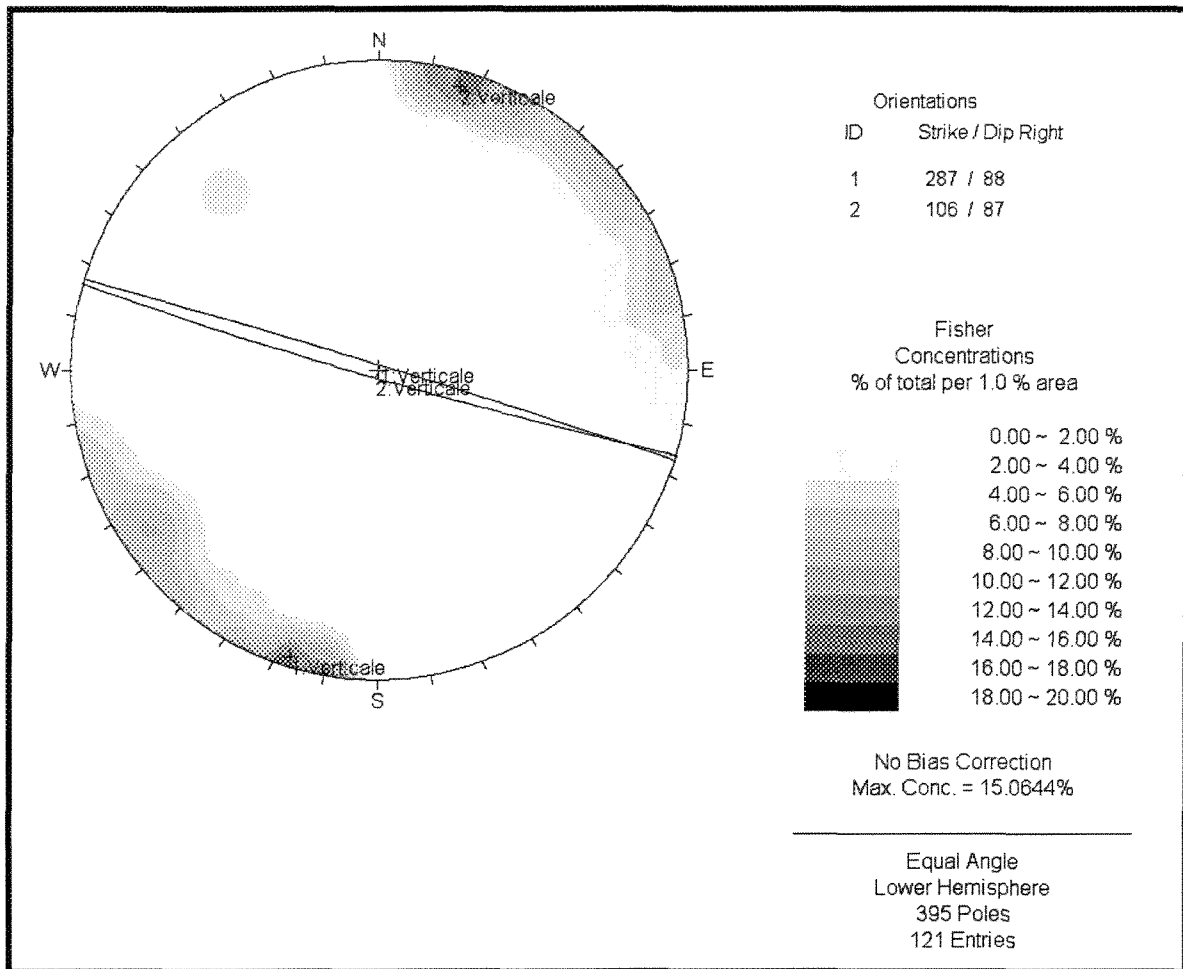 N
2:Verticale
W
E
1:Verticale
2:Verticale
1:Verticale
S
Orientations
ID Strike / Dip Right
1 287 / 88
2 106 / 87
Fisher
Concentrations
% of total per 1.0 % area
0.00 ~ 2.00 %
2.00 ~ 4.00 %
4.00 ~ 6.00 %
6.00 ~ 8.00 %
8.00 ~ 10.00 %
10.00 ~ 12.00 %
12.00 ~ 14.00 %
14.00 ~ 16.00 %
16.00 ~ 18.00 %
18.00 ~ 20.00 %
No Bias Correction
Max. Conc. = 15.0644%
Equal Angle
Lower Hemisphere
395 Poles
121 Entries